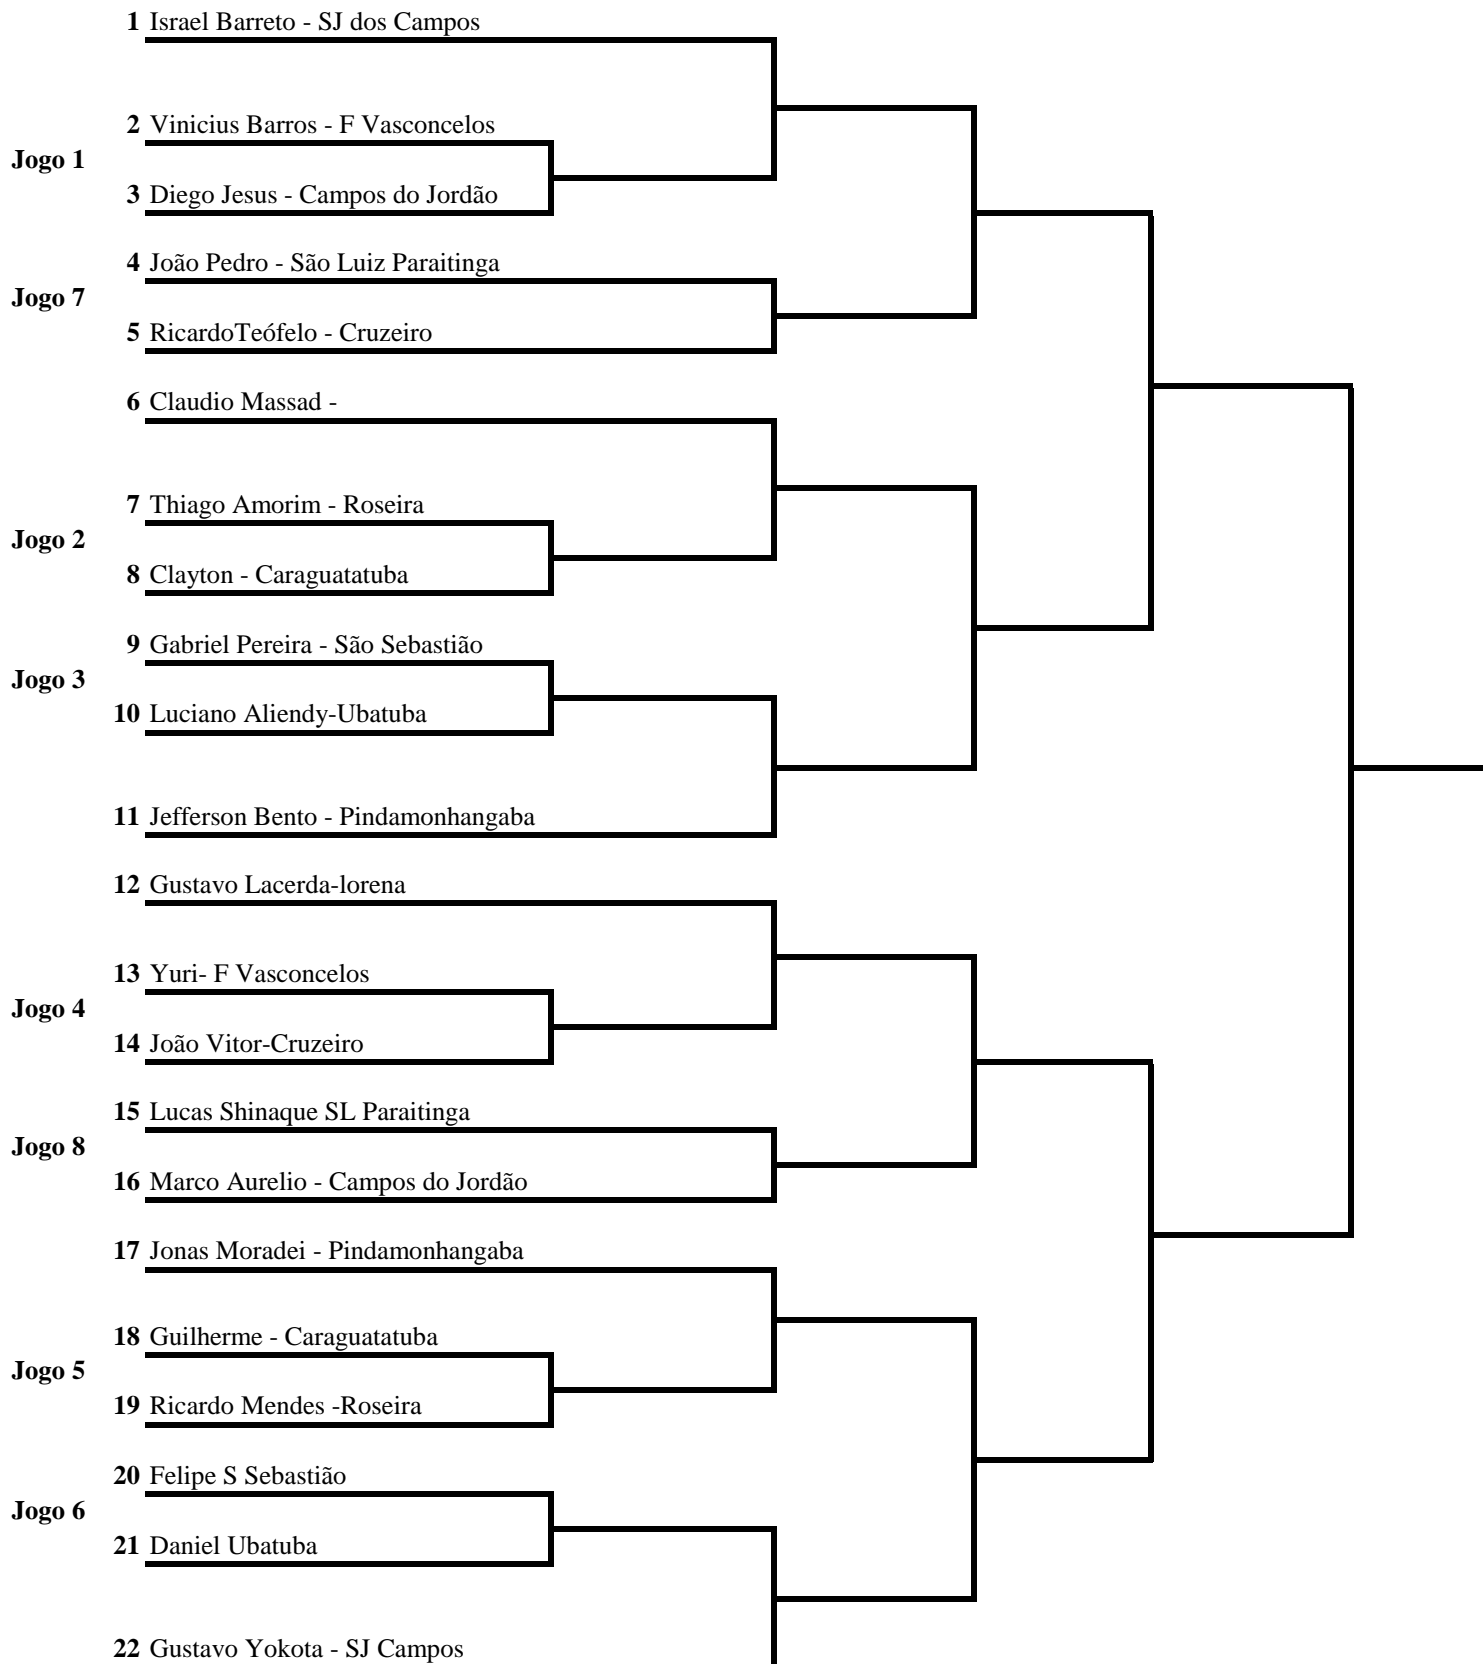 1 Israel Barreto - SJ dos Campos
2 Vinicius Barros - F Vasconcelos
Jogo 1
3 Diego Jesus - Campos do Jordão
4 João Pedro - São Luiz Paraitinga
Jogo 7
5 RicardoTeófelo - Cruzeiro
6 Claudio Massad -
7 Thiago Amorim - Roseira
Jogo 2
8 Clayton - Caraguatatuba
9 Gabriel Pereira - São Sebastião
Jogo 3
10 Luciano Aliendy-Ubatuba
11 Jefferson Bento - Pindamonhangaba
12 Gustavo Lacerda-lorena
13 Yuri- F Vasconcelos
Jogo 4
14 João Vitor-Cruzeiro
15 Lucas Shinaque SL Paraitinga
Jogo 8
16 Marco Aurelio - Campos do Jordão
17 Jonas Moradei - Pindamonhangaba
18 Guilherme - Caraguatatuba
Jogo 5
19 Ricardo Mendes -Roseira
20 Felipe S Sebastião
Jogo 6
21 Daniel Ubatuba
22 Gustavo Yokota - SJ Campos